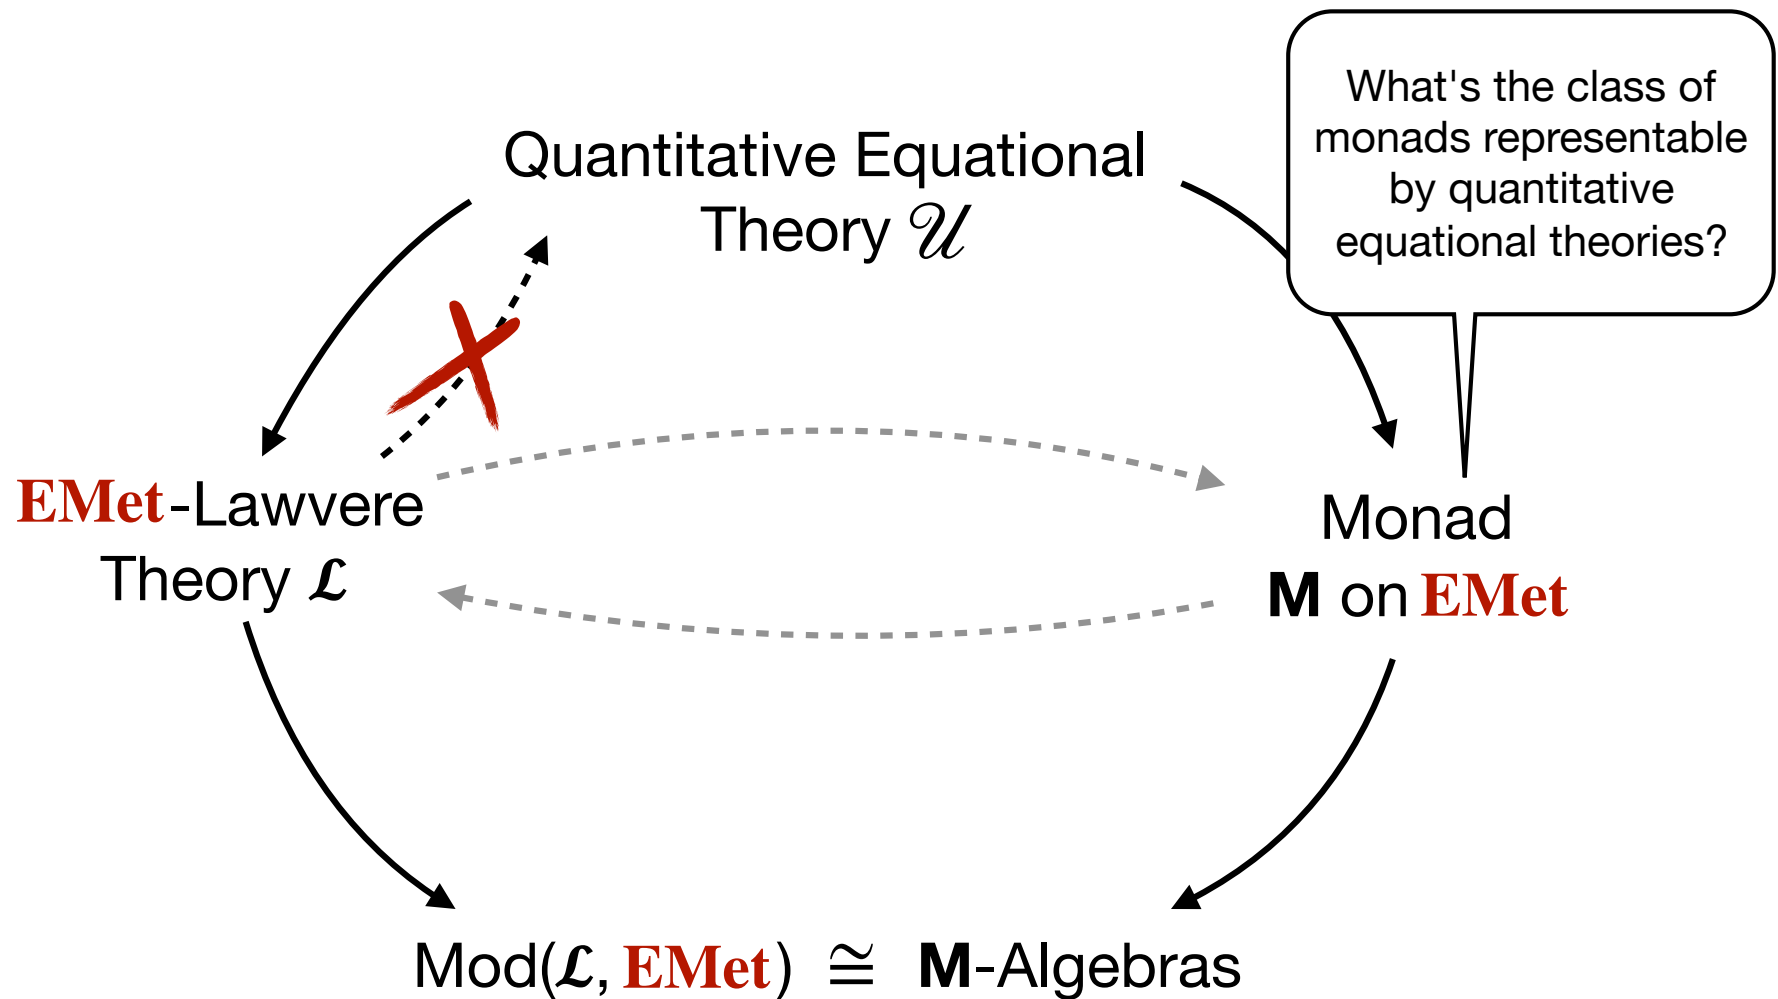 What's the class of
monads representable
by quantitative
equational theories?
Quantitative Equational
Theory 𝒰
EMet-Lawvere
Theory ℒ
Monad
M on EMet
Mod(ℒ, EMet) ≅ M-Algebras